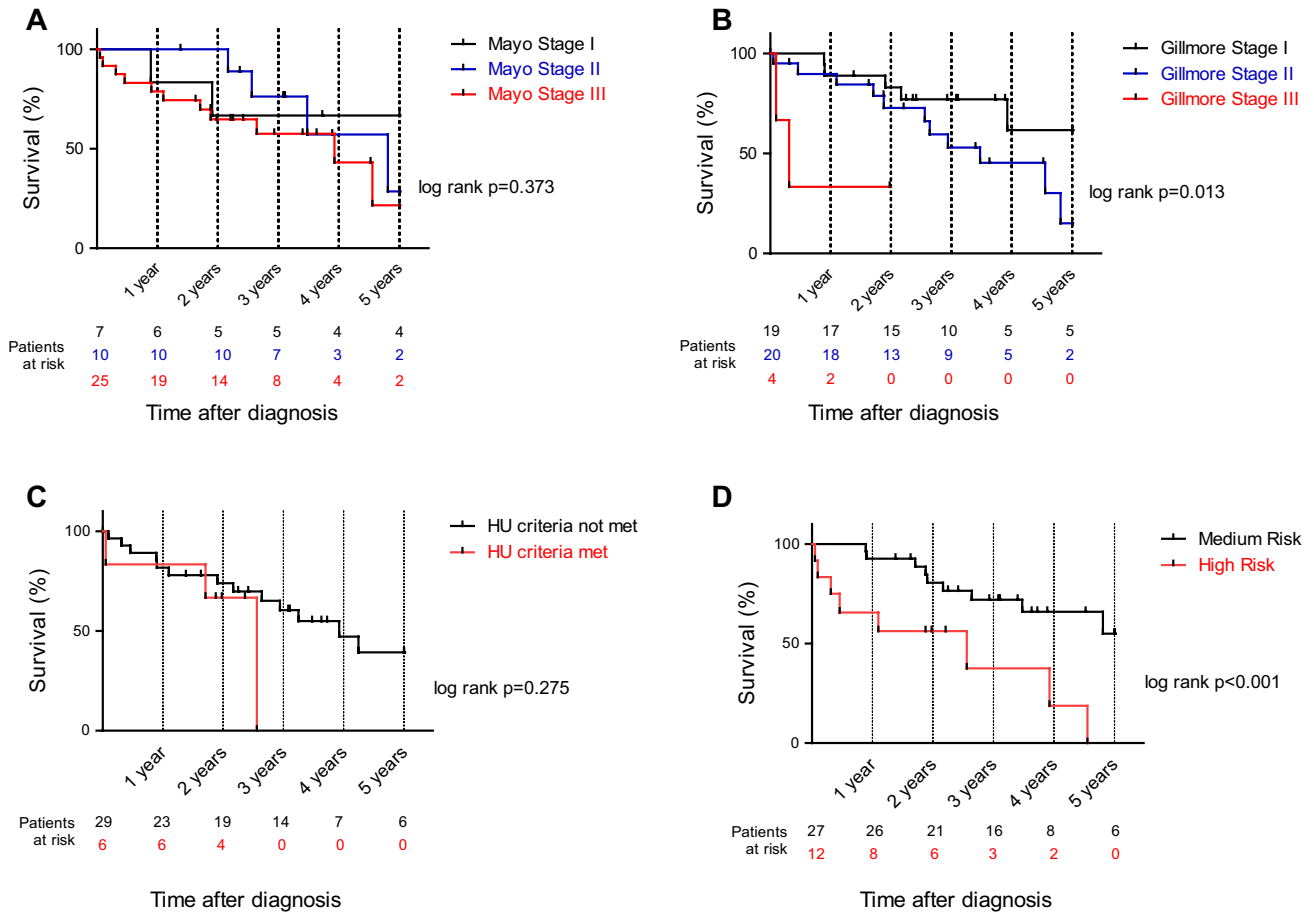 A
100
50
0
Survival (%)
Mayo Stage I
Mayo Stage II
Mayo Stage III
log rank p=0.373
1 year 2 years 3 years 4 years 5 years
Patients at risk
7 6 5 5 4 4
10 10 10 7 3 2
25 19 14 8 4 2
Time after diagnosis
B
100
50
0
Survival (%)
Gillmore Stage I
Gillmore Stage II
Gillmore Stage III
log rank p=0.013
1 year 2 years 3 years 4 years 5 years
Patients at risk
19 17 15 10 5 5
20 18 13 9 5 2
4 2 0 0 0 0
Time after diagnosis
C
100
50
0
Survival (%)
HU criteria not met
HU criteria met
log rank p=0.275
1 year 2 years 3 years 4 years 5 years
Patients at risk
29 23 19 14 7 6
6 6 4 0 0 0
Time after diagnosis
D
100
50
0
Survival (%)
Medium Risk
High Risk
log rank p<0.001
1 year 2 years 3 years 4 years 5 years
Patients at risk
27 26 21 16 8 6
12 8 6 3 2 0
Time after diagnosis